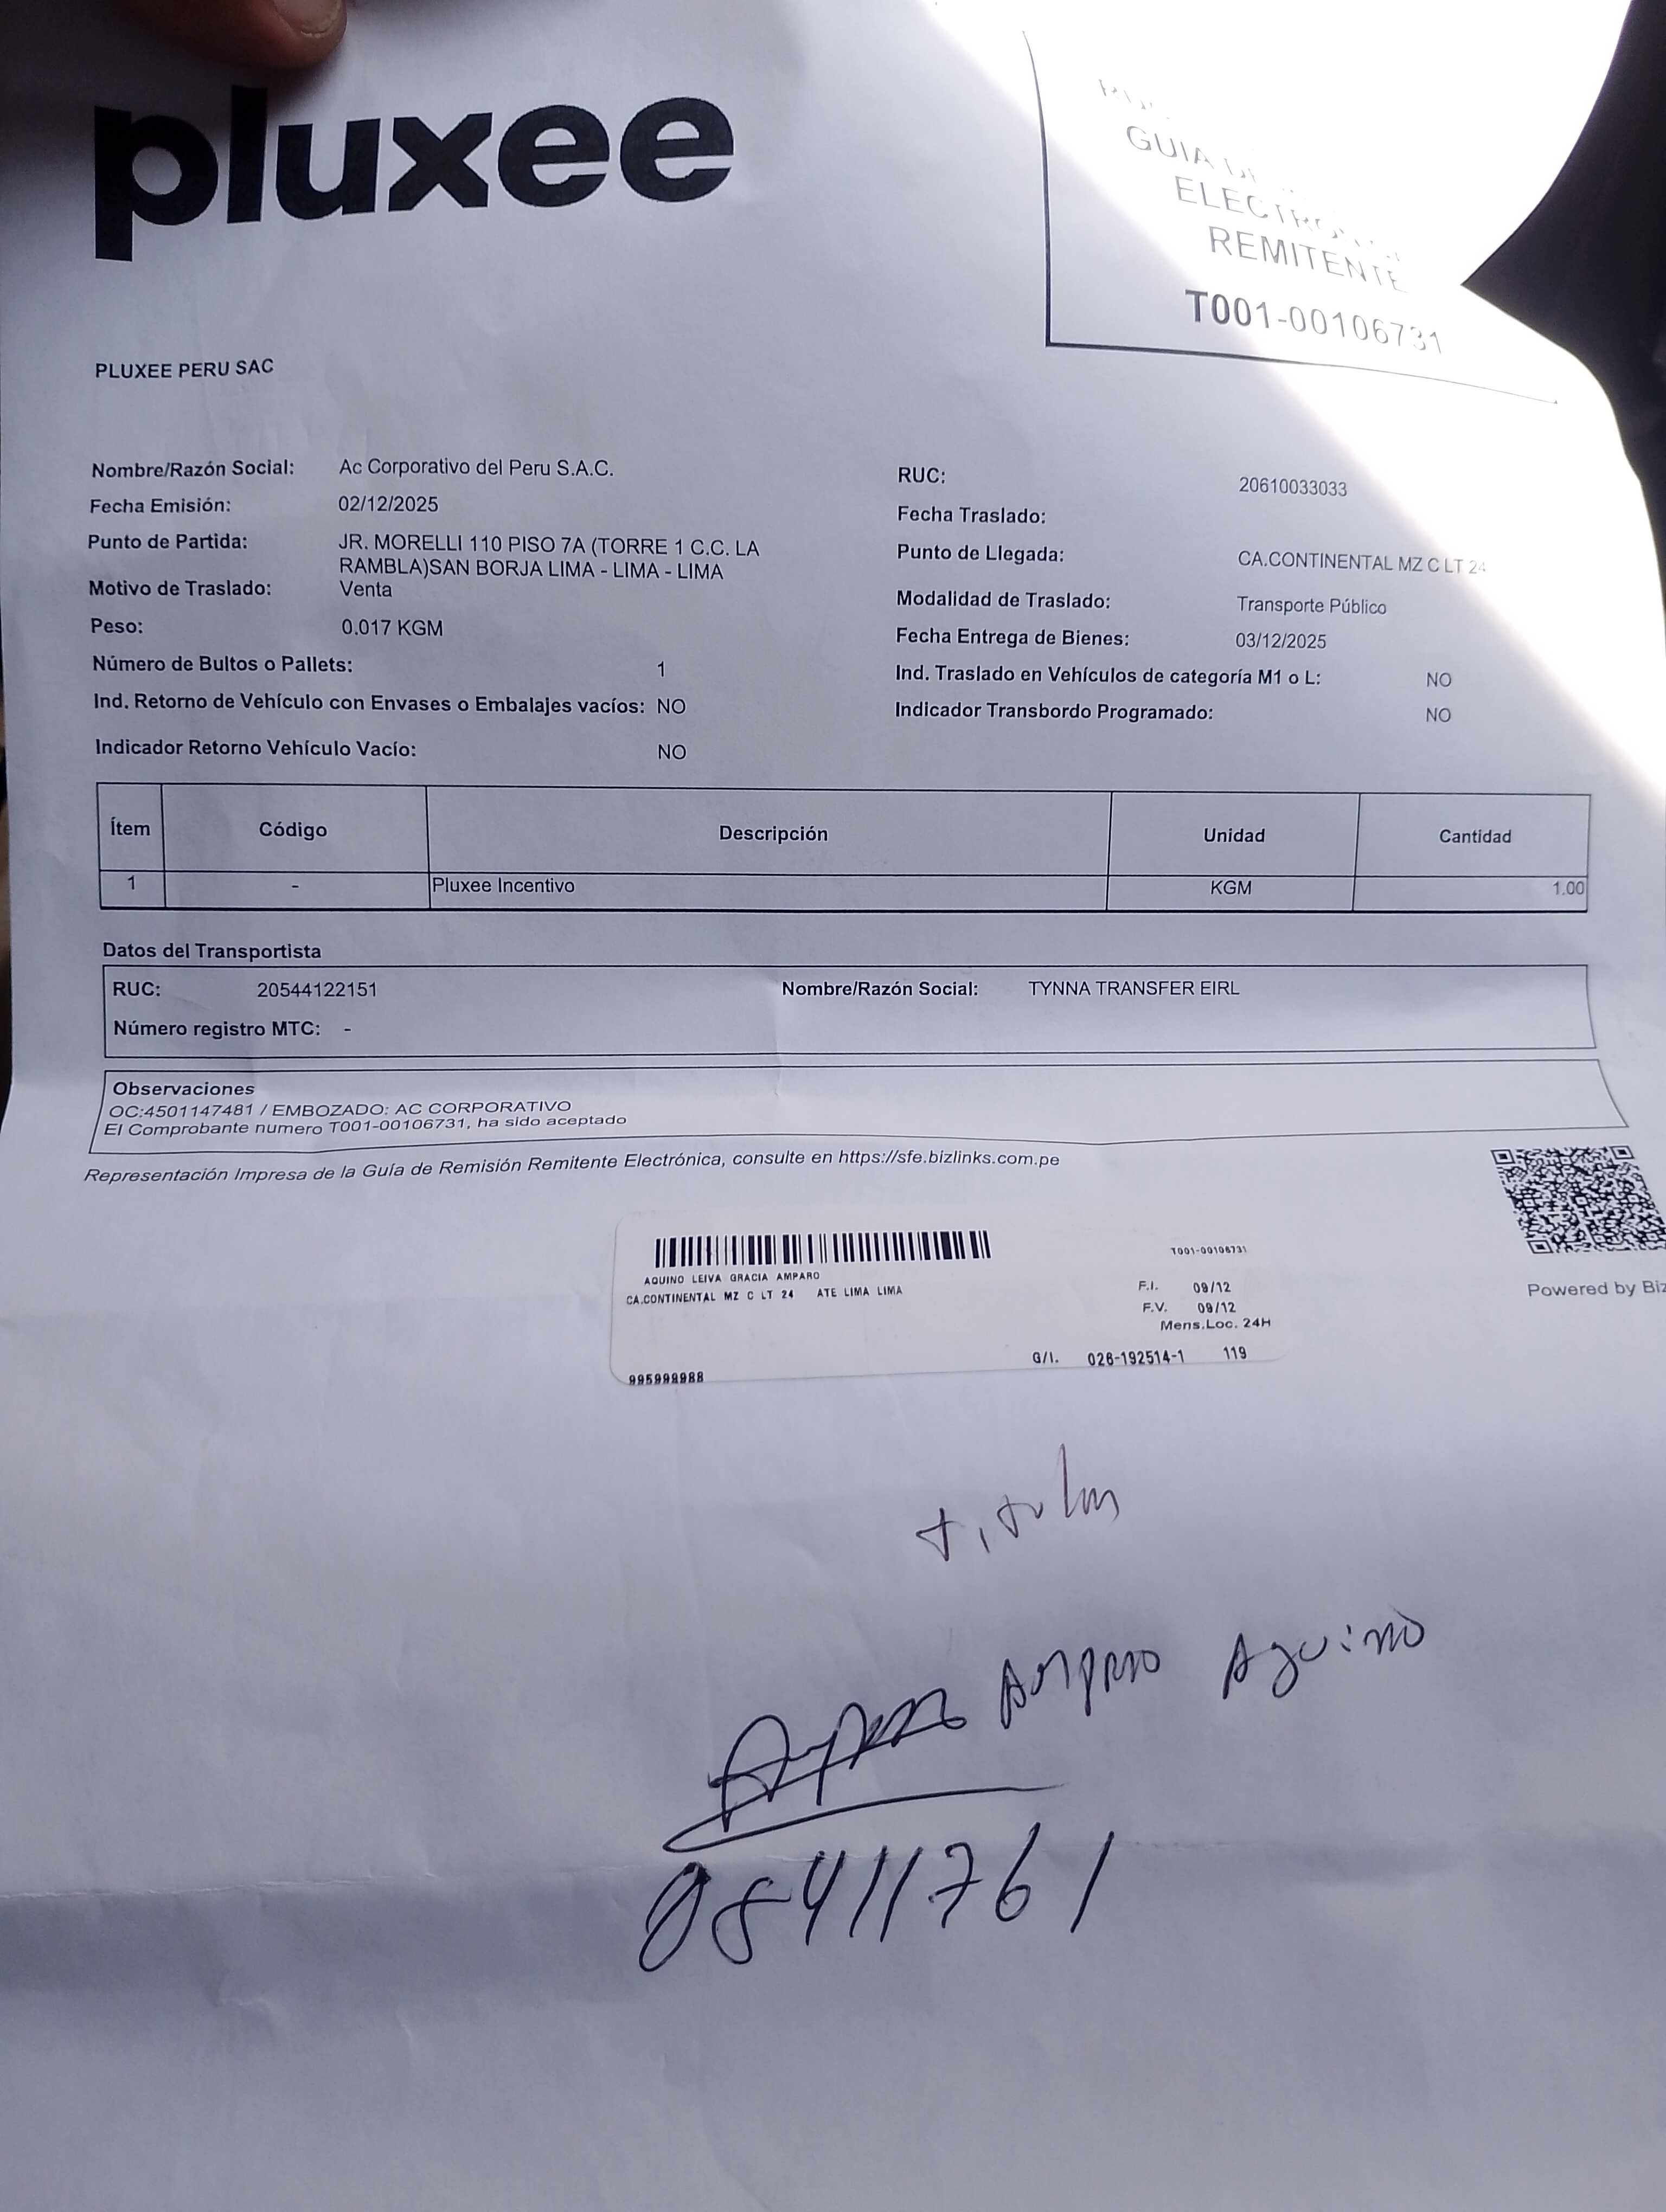 pluxee
GUIA
REMITENTE
T001-00106731
PLUXEE PERU SAC
Nombre/Razón Social: Ac Corporativo del Peru S.A.C.
Fecha Emisión: 02/12/2025
Punto de Partida: JR. MORELLI 110 PISO 7A (TORRE 1 C.C. LA
RAMBLA)SAN BORJA LIMA - LIMA - LIMA
Motivo de Traslado: Venta
Peso: 0.017 KGM
Número de Bultos o Pallets: 1
Ind. Retorno de Vehículo con Envases o Embalajes vacíos: NO
Indicador Retorno Vehículo Vacío: NO
RUC: 20610033033
Fecha Traslado:
Punto de Llegada: CA.CONTINENTAL MZ C LT 24
Modalidad de Traslado: Transporte Público
Fecha Entrega de Bienes: 03/12/2025
Ind. Traslado en Vehículos de categoría M1 o L: NO
Indicador Transbordo Programado: NO
Ítem Código Descripción Unidad Cantidad
1 - Pluxee Incentivo KGM 1.00
Datos del Transportista
RUC: 20544122151 Nombre/Razón Social: TYNNA TRANSFER EIRL
Número registro MTC: -
Observaciones
OC:4501147481 / EMBOZADO: AC CORPORATIVO
El Comprobante numero T001-00106731, ha sido aceptado
Representación Impresa de la Guía de Remisión Remitente Electrónica, consulte en https://sfe.bizlinks.com.pe
Powered by Biz
T001-00106731
AQUINO LEIVA GRACIA AMPARO
CA.CONTINENTAL MZ C LT 24 ATE LIMA LIMA
F.I. 09/12
F.V. 09/12
Mens.Loc. 24H
G/I. 026-192514-1 119
995999988
titular
Amparo Aquino
08411761